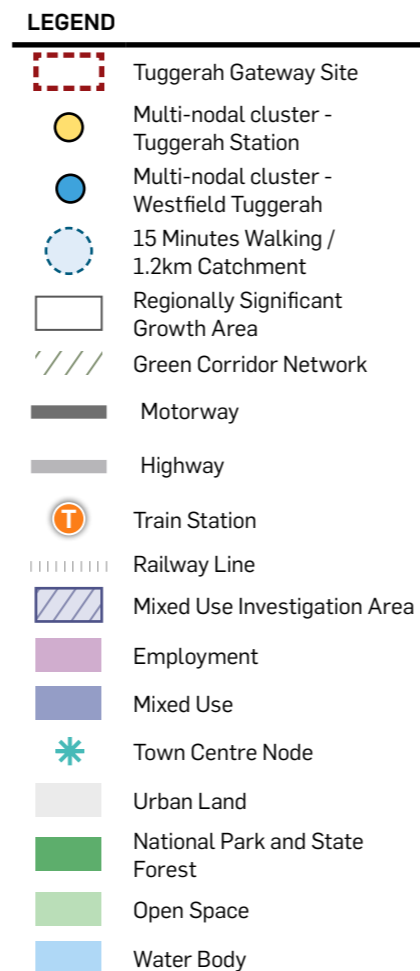 LEGEND
Tuggerah Gateway Site
Multi-nodal cluster -
Tuggerah Station
Multi-nodal cluster -
Westfield Tuggerah
15 Minutes Walking /
1.2km Catchment
Regionally Significant
Growth Area
Green Corridor Network
Motorway
Highway
T
Train Station
Railway Line
Mixed Use Investigation Area
Employment
Mixed Use
Town Centre Node
Urban Land
National Park and State
Forest
Open Space
Water Body